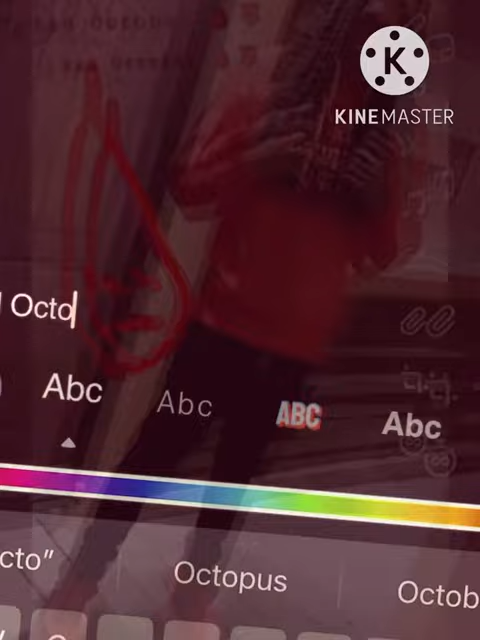 K
KINEMASTER
Octo
Abc Abc ABC Abc
cto”
Octopus
Octob